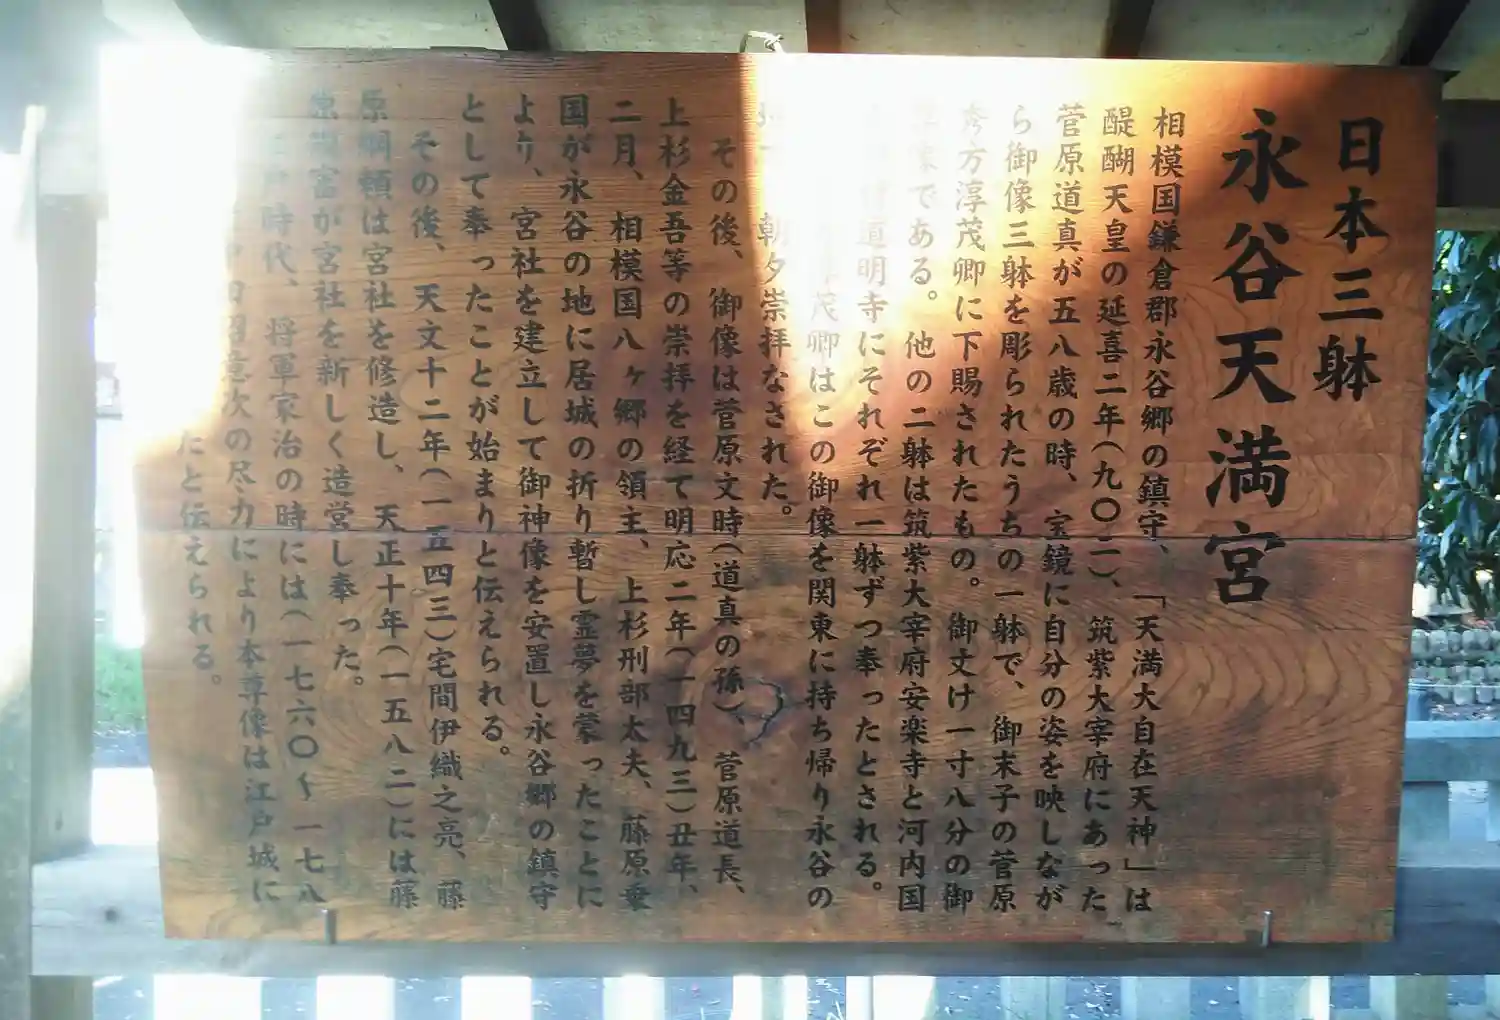 日本三躰
永谷天満宮
相模国鎌倉郡永谷郷の鎮守、「天満大自在天神」は
醍醐天皇の延喜二年(九〇二)、筑紫大宰府にあった
菅原道真が五八歳の時、宝鏡に自分の姿を映しなが
ら御像三躰を彫られたうちの一躰で、御末子の菅原
秀方淳茂卿に下賜されたもの。御丈け一寸八分の御
像である。他の二躰は筑紫大宰府安楽寺と河内国
道明寺にそれぞれ一躰ずつ奉ったとされる。
茂卿はこの御像を関東に持ち帰り永谷の
朝夕崇拝なされた。
その後、御像は菅原文時(道真の孫)、菅原道長、
上杉金吾等の崇拝を経て明応二年(一四九三)丑年、
二月、相模国八ヶ郷の領主、上杉刑部太夫、藤原乗
国が永谷の地に居城の折り暫し霊夢を蒙ったことに
より、宮社を建立して御神像を安置し永谷郷の鎮守
として奉ったことが始まりと伝えられる。
その後、天文十二年(一五四三)宅間伊織之亮、藤
原綱頼は宮社を修造し、天正十年(一五八二)には藤
原規富が宮社を新しく造営し奉った。
時代、将軍家治の時には(一七六〇〜一七八
次の尽力により本尊像は江戸城に
たと伝えられる。